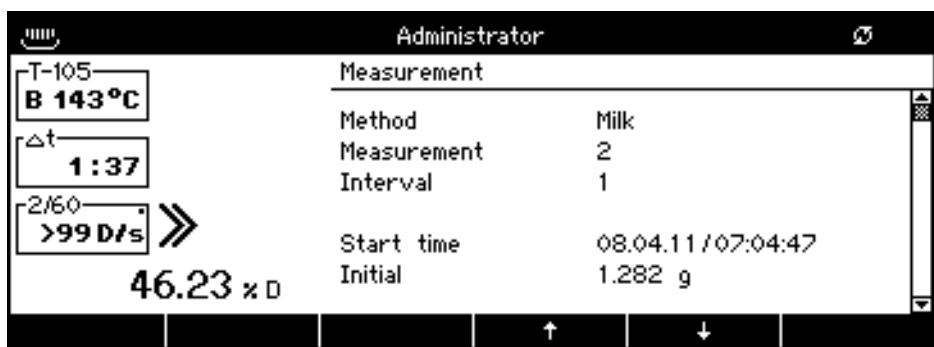 Administrator
T-105
B 143°C
△t
1:37
2/60
>99 D/s
46.23 % D
Measurement
Method Milk
Measurement 2
Interval 1
Start time 08.04.11/07:04:47
Initial 1.282 g